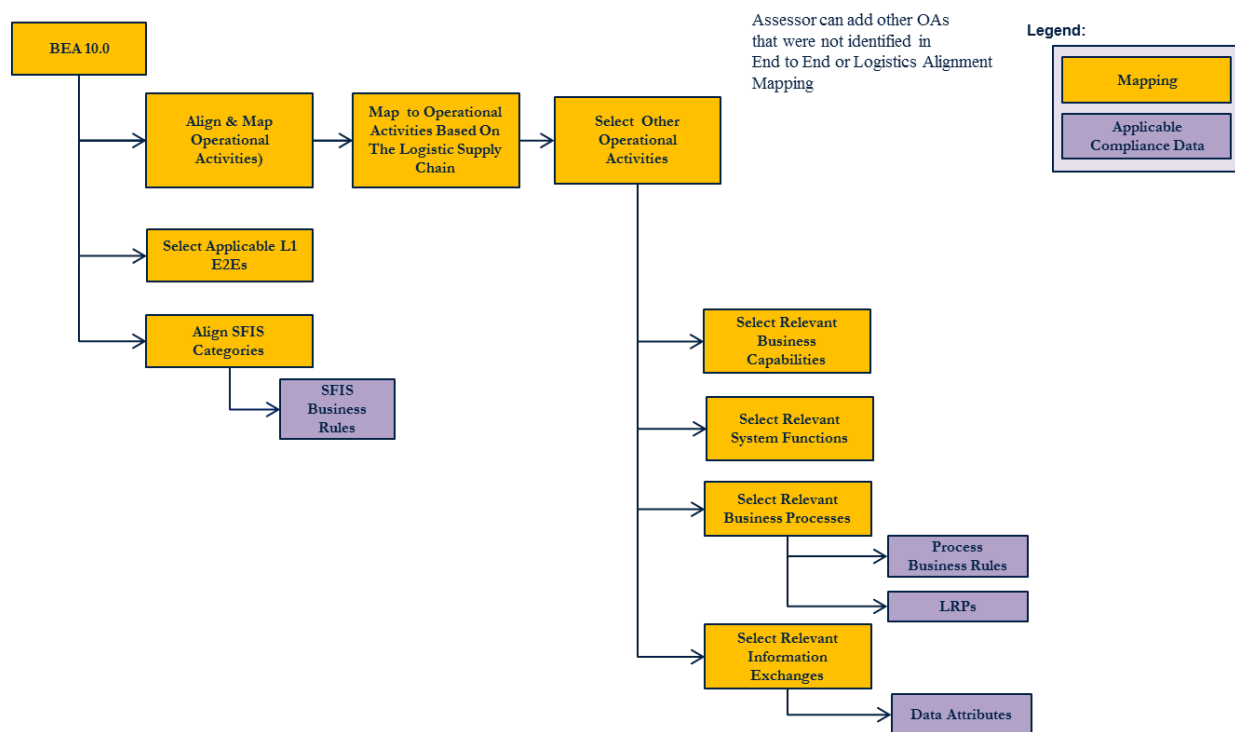 BEA 10.0
Assessor can add other OAs
that were not identified in
End to End or Logistics Alignment
Mapping
Legend:
Mapping
Applicable
Compliance Data
Align & Map
Operational
Activities)
Map to Operational
Activities Based On
The Logistic Supply
Chain
Select Other
Operational
Activities
Select Applicable L1
E2Es
Align SFIS
Categories
SFIS
Business
Rules
Select Relevant
Business
Capabilities
Select Relevant
System Functions
Select Relevant
Business Processes
Process
Business Rules
LRPs
Select Relevant
Information
Exchanges
Data Attributes